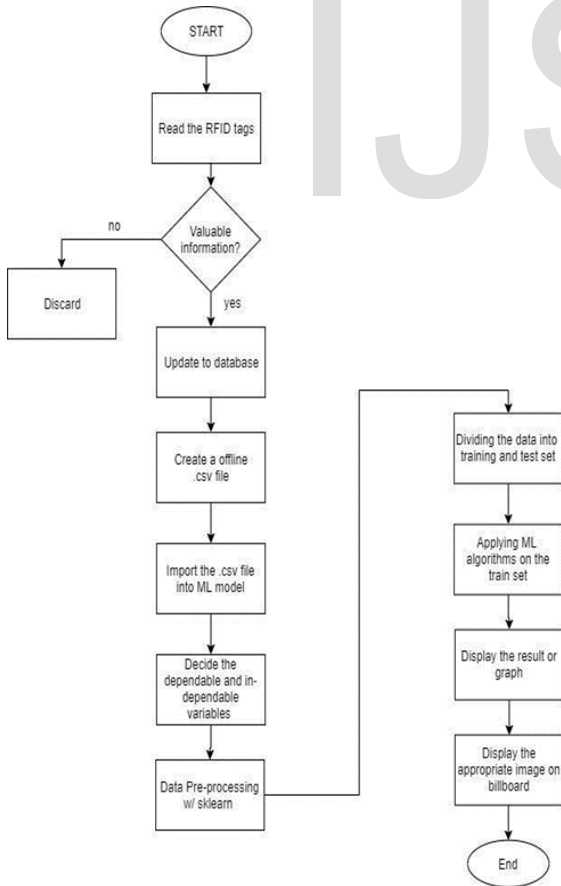 IJS
START
Read the RFID tags
Valuable
information?
no
Discard
yes
Update to database
Create a offline
.csv file
Import the .csv file
into ML model
Decide the
dependable and in-
dependable
variables
Data Pre-processing
w/ sklearn
Dividing the data into
training and test set
Applying ML
algorithms on the
train set
Display the result or
graph
Display the
appropriate image on
billboard
End